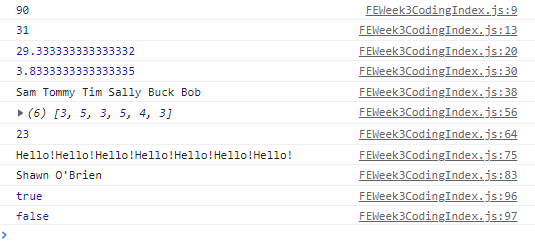 90 FEWeek3CodingIndex.js:9
31 FEWeek3CodingIndex.js:13
29.333333333333332 FEWeek3CodingIndex.js:20
3.8333333333333335 FEWeek3CodingIndex.js:30
Sam Tommy Tim Sally Buck Bob FEWeek3CodingIndex.js:38
(6) [3, 5, 3, 5, 4, 3] FEWeek3CodingIndex.js:56
23 FEWeek3CodingIndex.js:64
Hello!Hello!Hello!Hello!Hello!Hello!Hello! FEWeek3CodingIndex.js:75
Shawn O'Brien FEWeek3CodingIndex.js:83
true FEWeek3CodingIndex.js:96
false FEWeek3CodingIndex.js:97